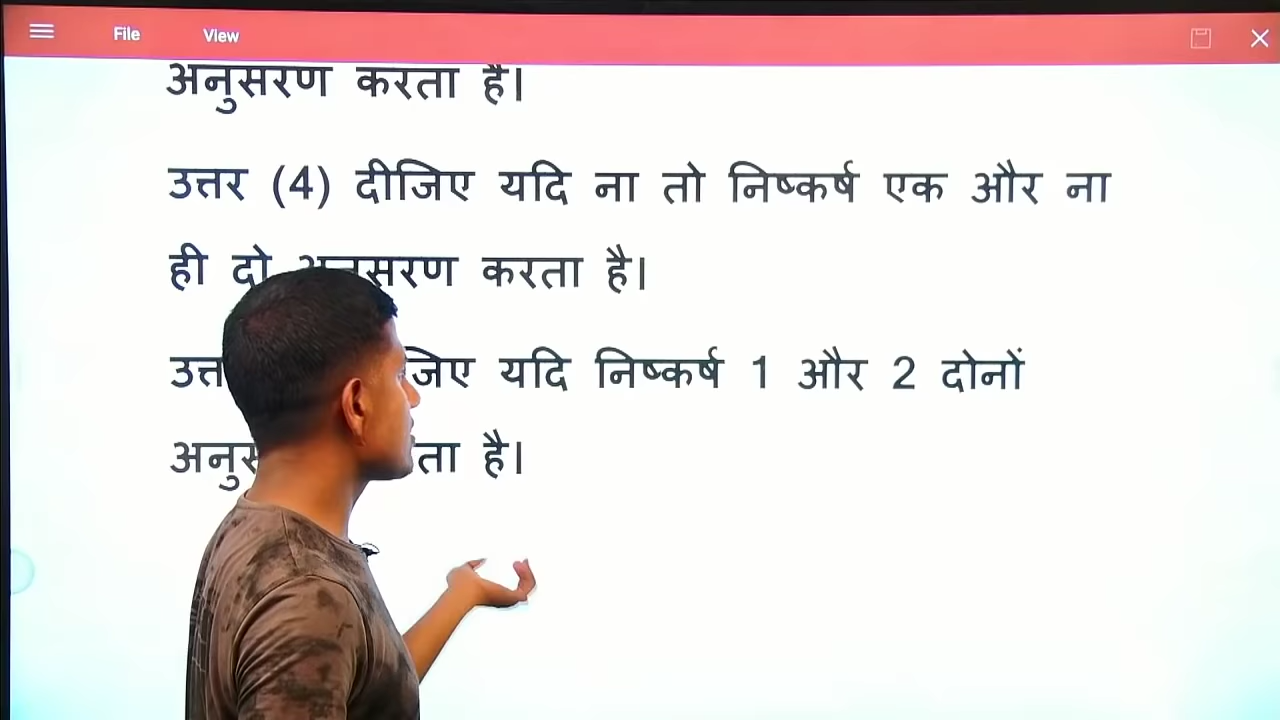 File View
अनुसरण करता है।
उत्तर (4) दीजिए यदि ना तो निष्कर्ष एक और ना
ही दो अनुसरण करता है।
यदि निष्कर्ष 1 और 2 दोनों
है।